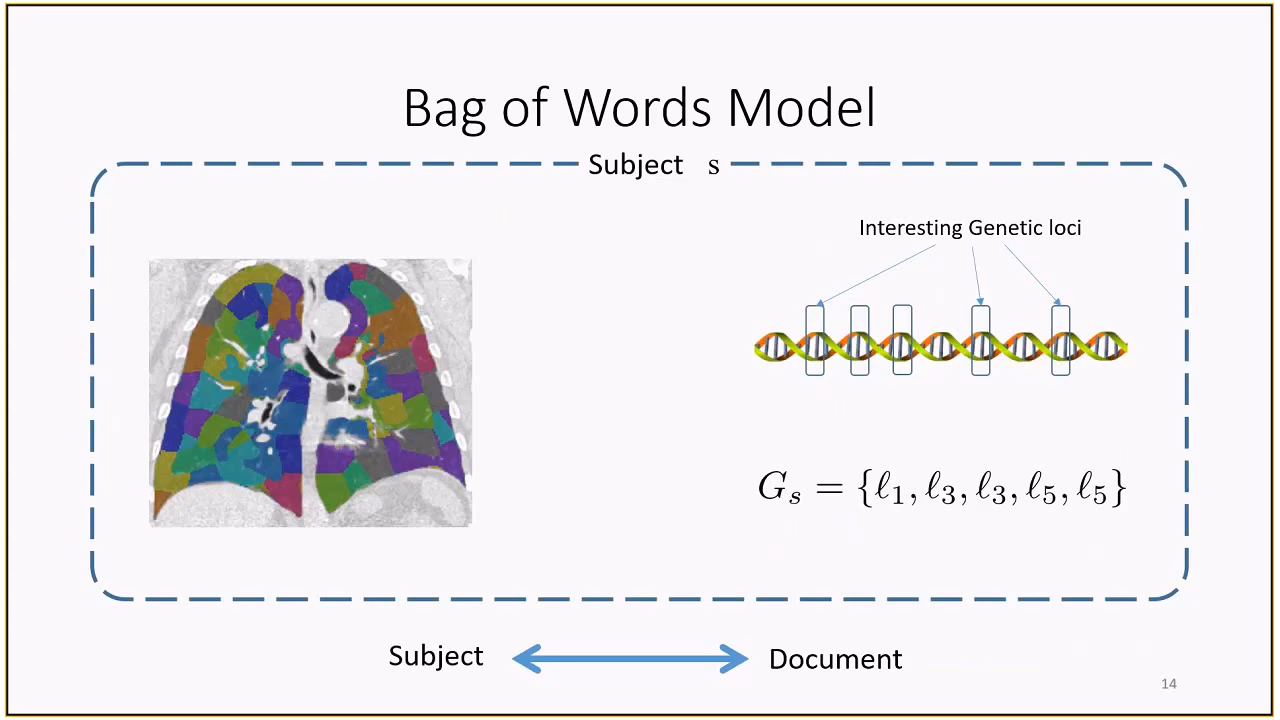 Bag of Words Model
Subject s
Interesting Genetic loci
G_s = {ℓ_1, ℓ_3, ℓ_3, ℓ_5, ℓ_5}
Subject
Document
14